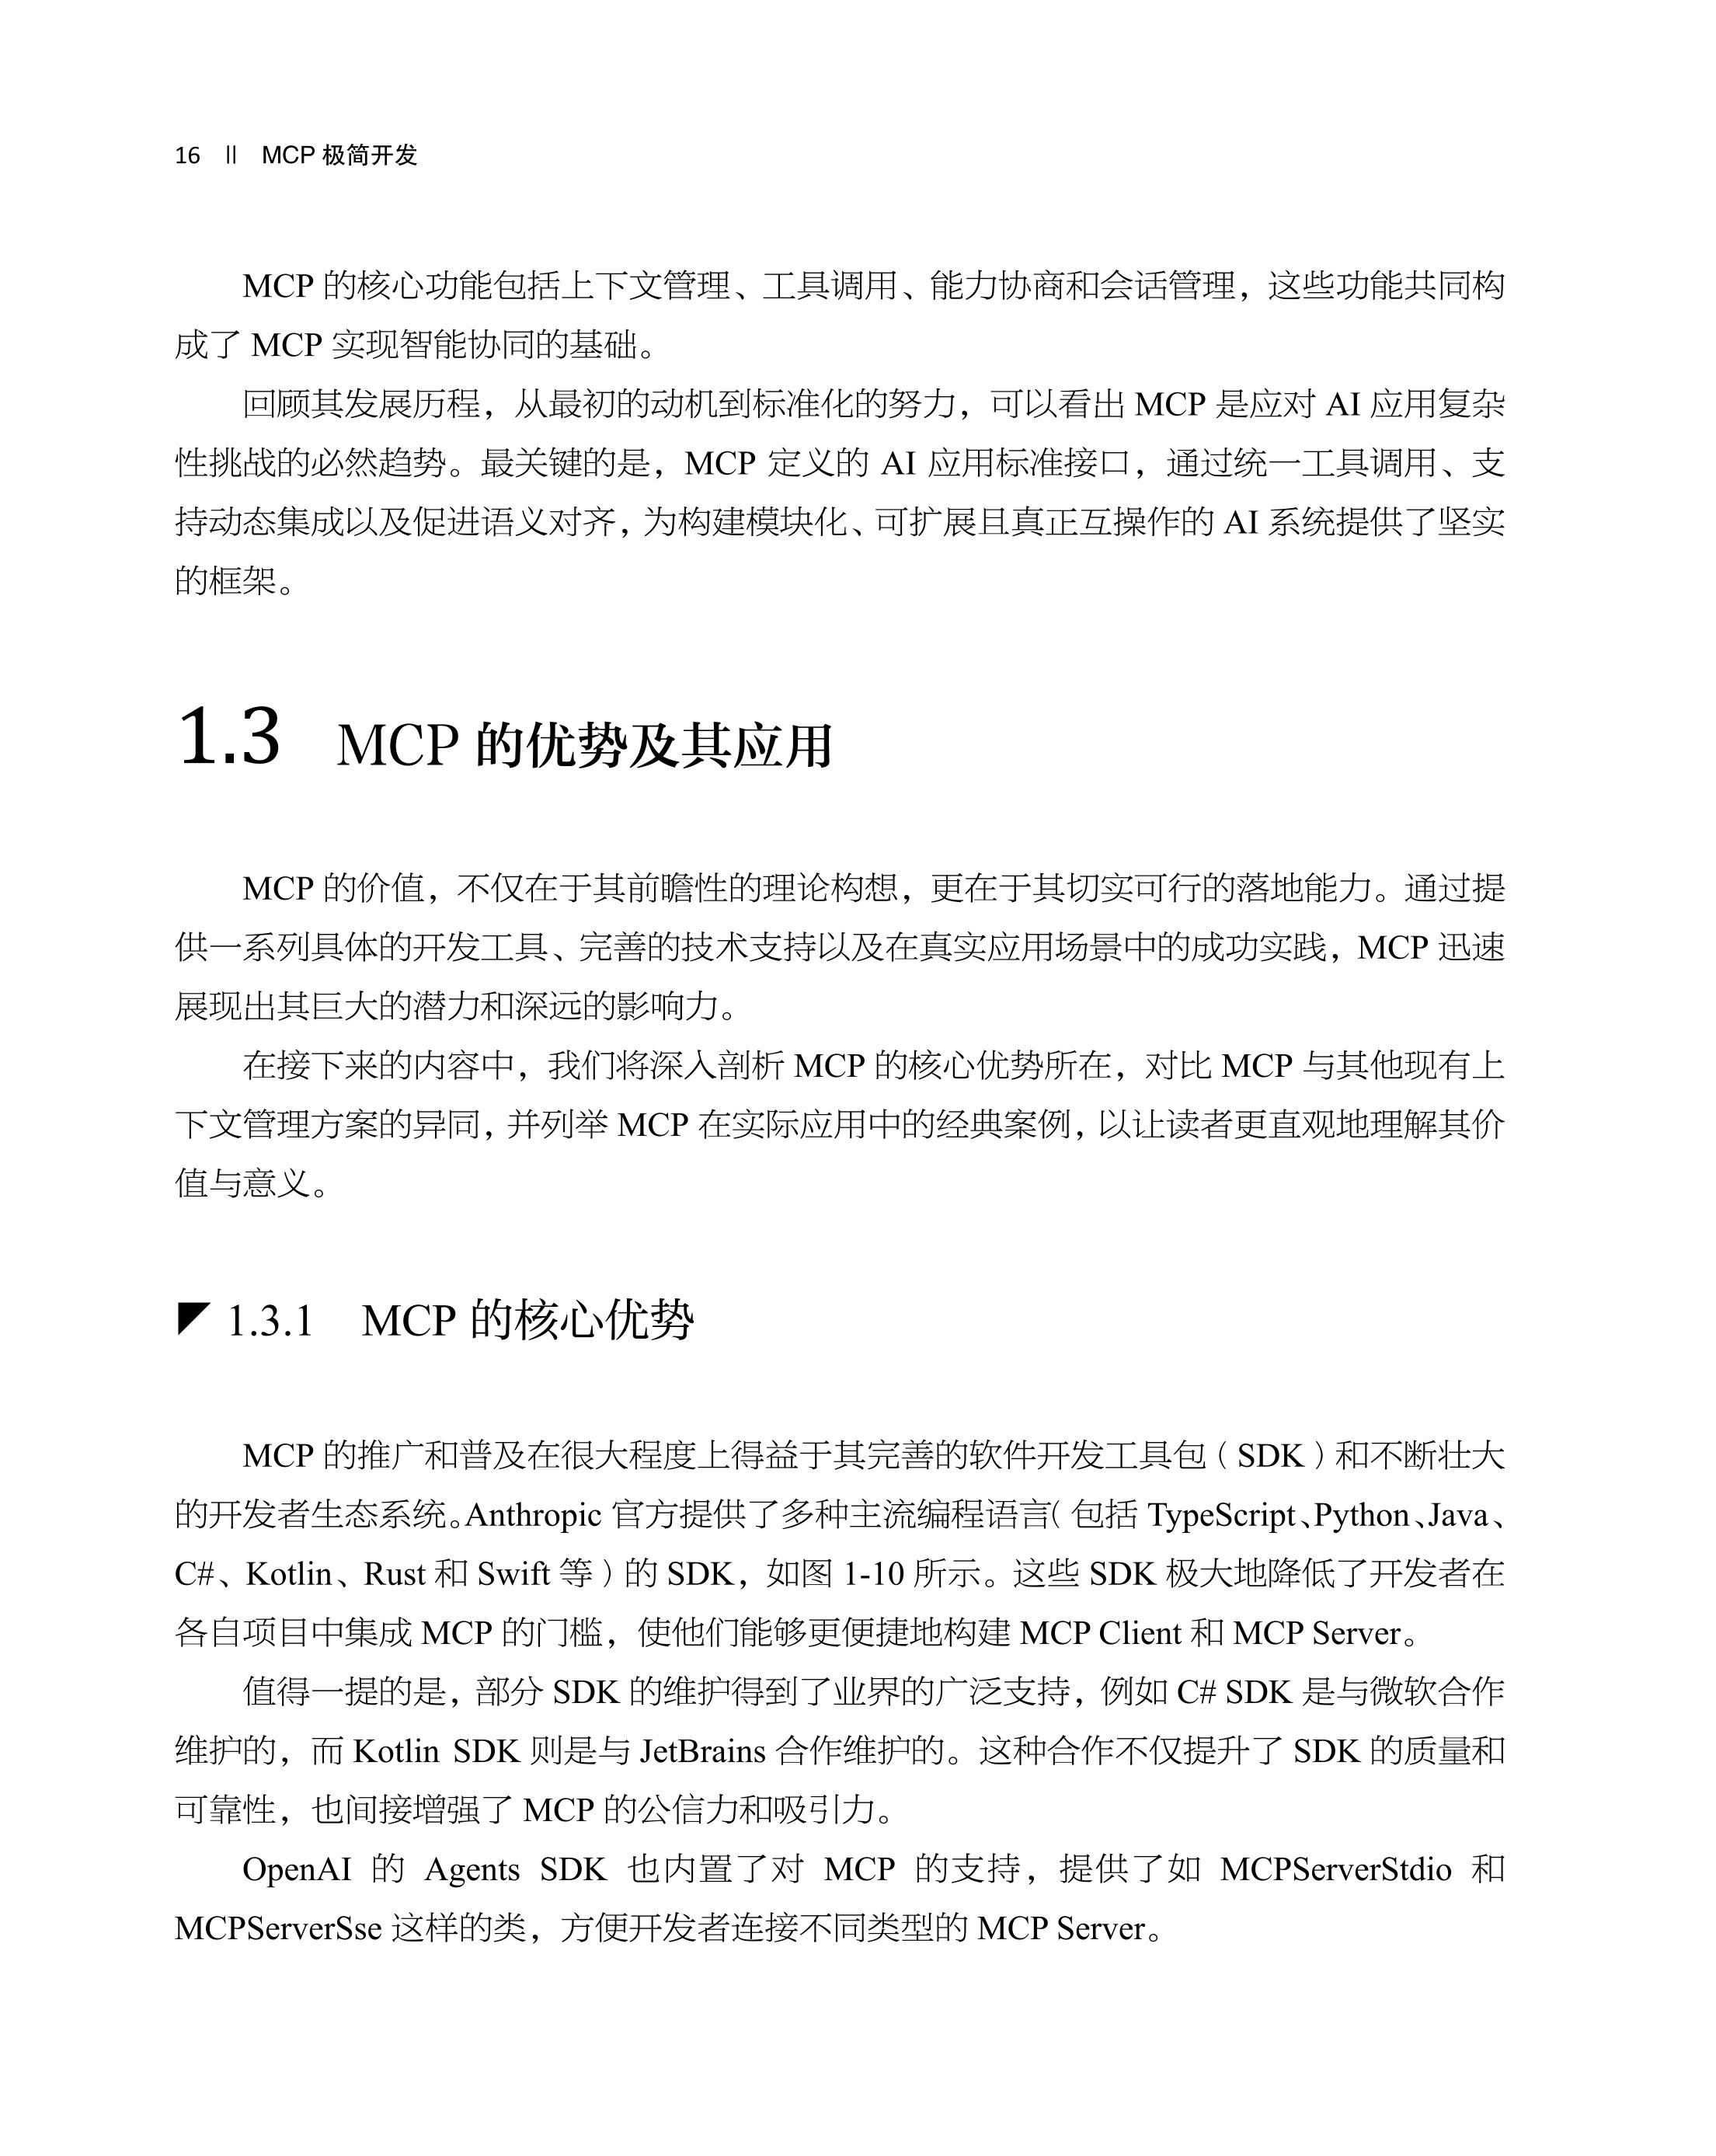 16 || MCP 极简开发
MCP 的核心功能包括上下文管理、工具调用、能力协商和会话管理，这些功能共同构
成了 MCP 实现智能协同的基础。
回顾其发展历程，从最初的动机到标准化的努力，可以看出 MCP 是应对 AI 应用复杂
性挑战的必然趋势。最关键的是，MCP 定义的 AI 应用标准接口，通过统一工具调用、支
持动态集成以及促进语义对齐，为构建模块化、可扩展且真正互操作的 AI 系统提供了坚实
的框架。
1.3 MCP 的优势及其应用
MCP 的价值，不仅在于其前瞻性的理论构想，更在于其切实可行的落地能力。通过提
供一系列具体的开发工具、完善的技术支持以及在真实应用场景中的成功实践，MCP 迅速
展现出其巨大的潜力和深远的影响力。
在接下来的内容中，我们将深入剖析 MCP 的核心优势所在，对比 MCP 与其他现有上
下文管理方案的异同，并列举 MCP 在实际应用中的经典案例，以让读者更直观地理解其价
值与意义。
1.3.1 MCP 的核心优势
MCP 的推广和普及在很大程度上得益于其完善的软件开发工具包（SDK）和不断壮大
的开发者生态系统。Anthropic 官方提供了多种主流编程语言（包括 TypeScript、Python、Java、
C#、Kotlin、Rust 和 Swift 等）的 SDK，如图 1-10 所示。这些 SDK 极大地降低了开发者在
各自项目中集成 MCP 的门槛，使他们能够更便捷地构建 MCP Client 和 MCP Server。
值得一提的是，部分 SDK 的维护得到了业界的广泛支持，例如 C# SDK 是与微软合作
维护的，而 Kotlin SDK 则是与 JetBrains 合作维护的。这种合作不仅提升了 SDK 的质量和
可靠性，也间接增强了 MCP 的公信力和吸引力。
OpenAI 的 Agents SDK 也内置了对 MCP 的支持，提供了如 MCPServerStdio 和
MCPServerSse 这样的类，方便开发者连接不同类型的 MCP Server。